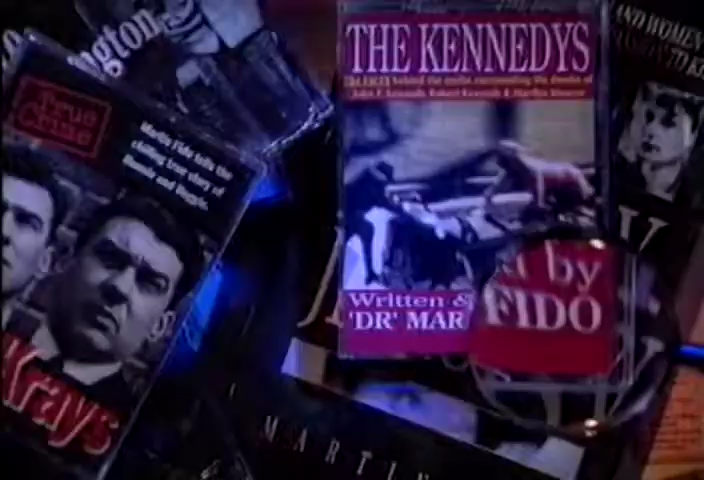 ngton
True
Crime
Martin Fido tells the
chilling true story of
Ronnie and Reggie.
Krays
THE KENNEDYS
The FACTS behind the myths surrounding the deaths of
John F. Kennedy, Robert Kennedy & Marilyn Monroe
Written &
'DR' MAR
d by
FIDO
AND WOMEN
MARTIN